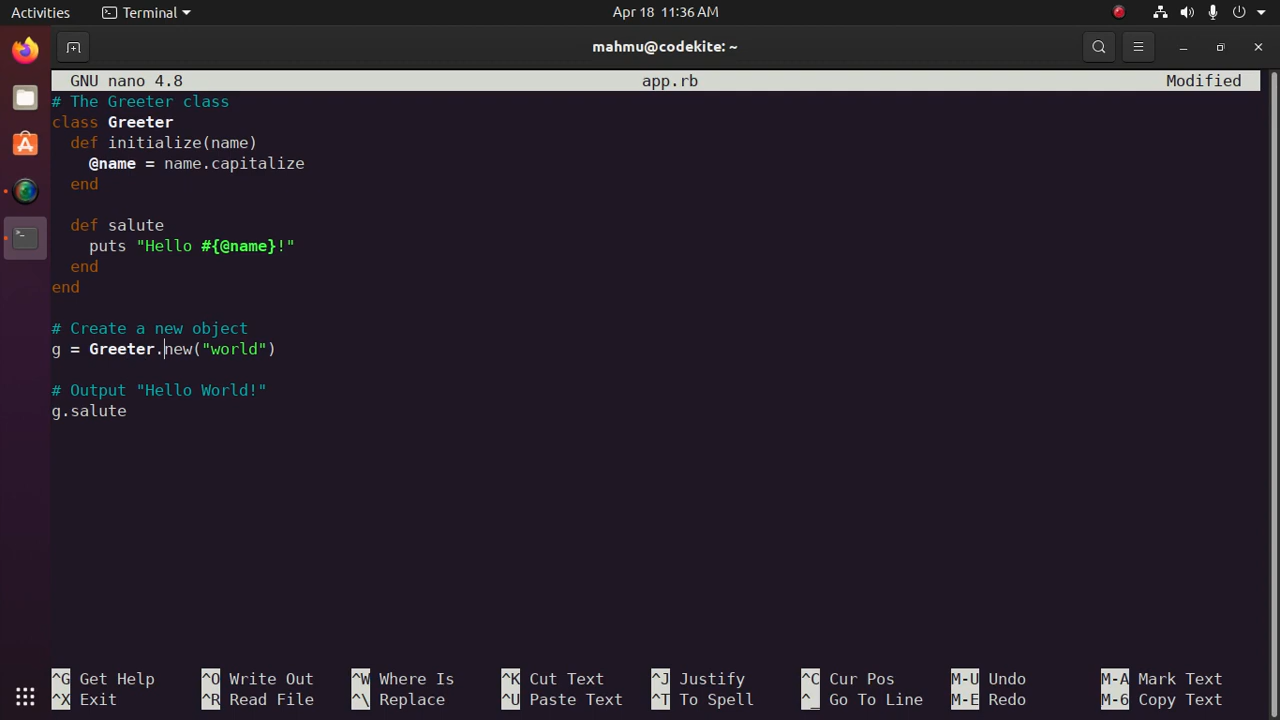 Activities Terminal Apr 18 11:36 AM
mahmu@codekite: ~
GNU nano 4.8 app.rb Modified
# The Greeter class
class Greeter
  def initialize(name)
    @name = name.capitalize
  end

  def salute
    puts "Hello #{@name}!"
  end
end

# Create a new object
g = Greeter.new("world")

# Output "Hello World!"
g.salute
^G Get Help ^O Write Out ^W Where Is ^K Cut Text ^J Justify ^C Cur Pos M-U Undo M-A Mark Text
^X Exit ^R Read File ^\ Replace ^U Paste Text ^T To Spell ^_ Go To Line M-E Redo M-6 Copy Text